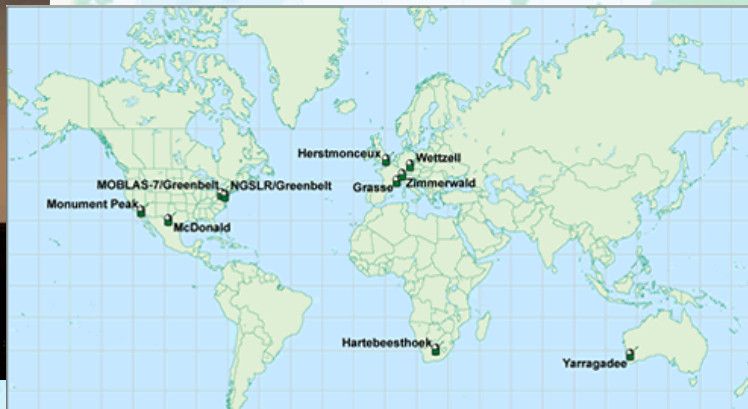 Herstmonceux
Wettzell
MOBLAS-7/Greenbelt
NGSLR/Greenbelt
Grasse
Zimmerwald
Monument Peak
McDonald
Hartebeesthoek
Yarragadee